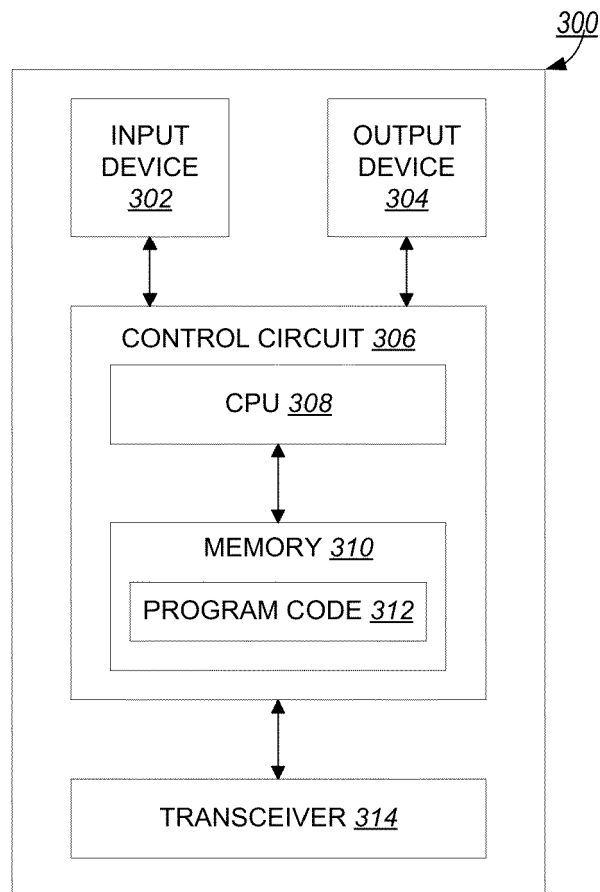 300
INPUT
DEVICE
302
OUTPUT
DEVICE
304
CONTROL CIRCUIT 306
CPU 308
MEMORY 310
PROGRAM CODE 312
TRANSCEIVER 314